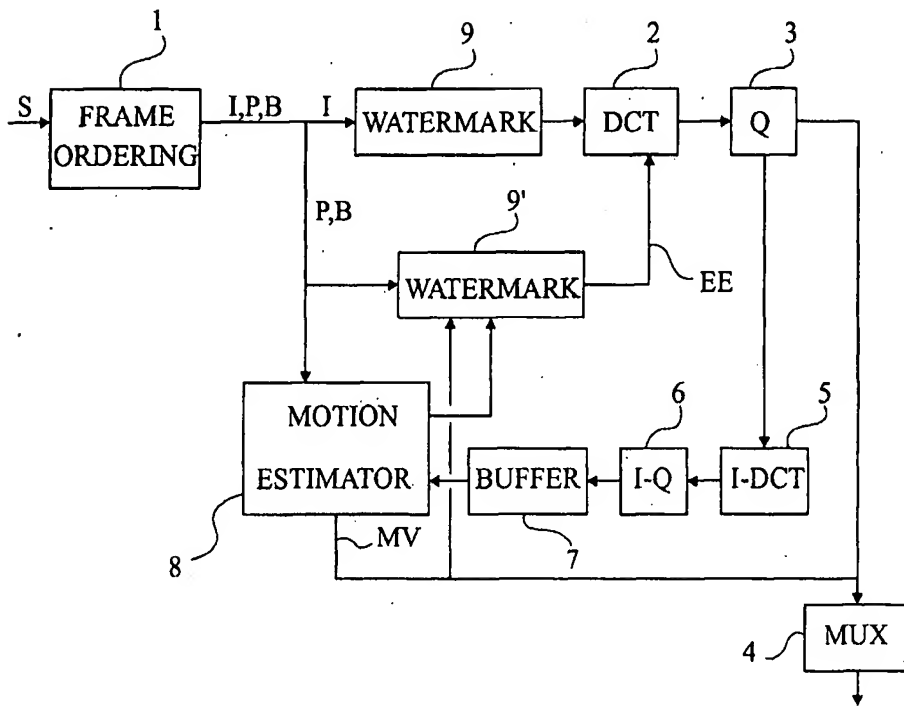 1
9
2
3
S
FRAME
ORDERING
I,P,B
I
WATERMARK
DCT
Q
P,B
9'
WATERMARK
EE
MOTION
ESTIMATOR
6
5
BUFFER
I-Q
I-DCT
8
MV
7
4
MUX